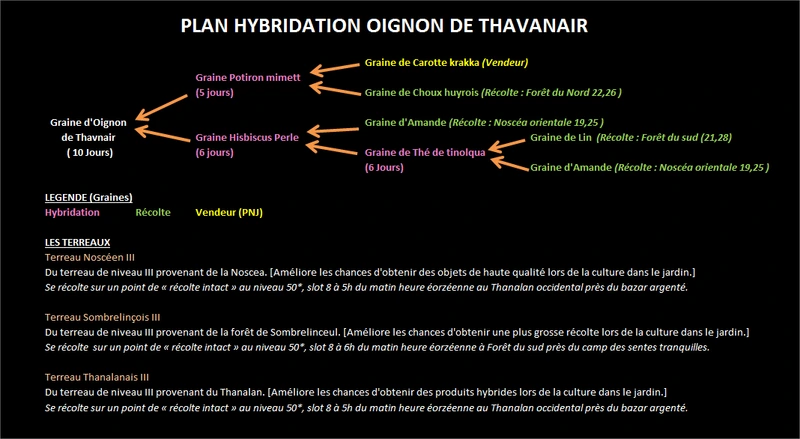 PLAN HYBRIDATION OIGNON DE THAVANAIR
Graine de Carotte krakka (Vendeur)
Graine Potiron mimett
(5 jours)
Graine de Choux huyrois (Récolte : Forêt du Nord 22,26 )
Graine d'Oignon
de Thavnair
( 10 Jours)
Graine d'Amande (Récolte : Noscéa orientale 19,25 )
Graine Hisbiscus Perle
(6 jours)
Graine de Lin (Récolte : Forêt du sud (21,28)
Graine de Thé de tinolqua
(6 Jours)
Graine d'Amande (Récolte : Noscéa orientale 19,25 )
LEGENDE (Graines)
Hybridation Récolte Vendeur (PNJ)
LES TERREAUX
Terreau Noscéen III
Du terreau de niveau III provenant de la Noscea. [Améliore les chances d'obtenir des objets de haute qualité lors de la culture dans le jardin.]
Se récolte sur un point de « récolte intact » au niveau 50*, slot 8 à 5h du matin heure éorzéenne au Thanalan occidental près du bazar argenté.
Terreau Sombrelinçois III
Du terreau de niveau III provenant de la forêt de Sombrelinceul. [Améliore les chances d'obtenir une plus grosse récolte lors de la culture dans le jardin.]
Se récolte sur un point de « récolte intact » au niveau 50*, slot 8 à 6h du matin heure éorzéenne à Forêt du sud près du camp des sentes tranquilles.
Terreau Thanalanais III
Du terreau de niveau III provenant du Thanalan. [Améliore les chances d'obtenir des produits hybrides lors de la culture dans le jardin.]
Se récolte sur un point de « récolte intact » au niveau 50*, slot 8 à 5h du matin heure éorzéenne au Thanalan occidental près du bazar argenté.